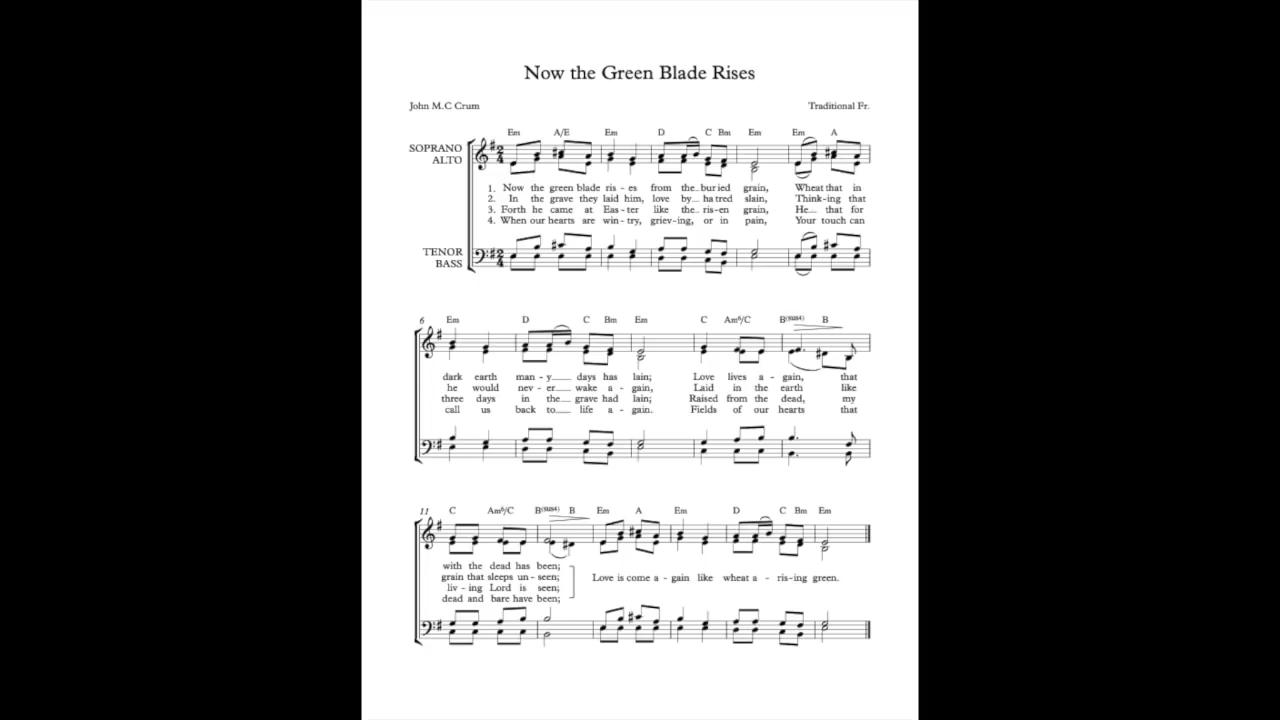 Now the Green Blade Rises
John M.C Crum
Traditional Fr.
Em A/E Em D C Bm Em Em A
SOPRANO
ALTO
1. Now the green blade ris - es from the buried grain, Wheat that in
2. In the grave they laid him, love by hatred slain, Think-ing that
3. Forth he came at Eas - ter like the ris-en grain, He that for
4. When our hearts are win - try, griev-ing, or in pain, Your touch can
TENOR
BASS
6 Em D C Bm Em C Am⁶/C B(sus4) B
dark earth man - y days has lain; Love lives a - gain, that
he would nev - er wake a - gain, Laid in the earth like
three days in the grave had lain; Raised from the dead, my
call us back to life a - gain. Fields of our hearts that
11 C Am⁶/C B(sus4) B Em A Em D C Bm Em
with the dead has been;
grain that sleeps un - seen;
Love is come a - gain like wheat a - ris-ing green.
liv - ing Lord is seen;
dead and bare have been;